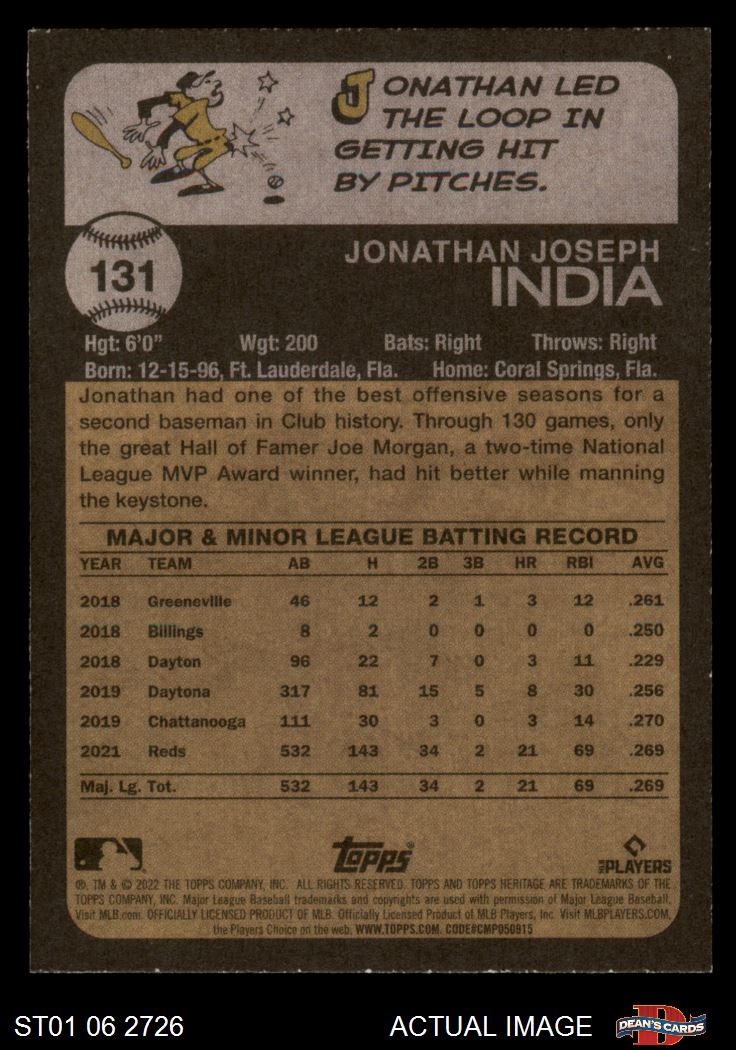 JONATHAN LED
THE LOOP IN
GETTING HIT
BY PITCHES.
131
JONATHAN JOSEPH
INDIA
Hgt: 6'0" Wgt: 200 Bats: Right Throws: Right
Born: 12-15-96, Ft. Lauderdale, Fla. Home: Coral Springs, Fla.
Jonathan had one of the best offensive seasons for a
second baseman in Club history. Through 130 games, only
the great Hall of Famer Joe Morgan, a two-time National
League MVP Award winner, had hit better while manning
the keystone.
MAJOR & MINOR LEAGUE BATTING RECORD
YEAR TEAM AB H 2B 3B HR RBI AVG
2018 Greeneville 46 12 2 1 3 12 .261
2018 Billings 8 2 0 0 0 0 .250
2018 Dayton 96 22 7 0 3 11 .229
2019 Daytona 317 81 15 5 8 30 .256
2019 Chattanooga 111 30 3 0 3 14 .270
2021 Reds 532 143 34 2 21 69 .269
Maj. Lg. Tot. 532 143 34 2 21 69 .269
Topps® MLB PLAYERS
®, TM & © 2022 THE TOPPS COMPANY, INC. ALL RIGHTS RESERVED. TOPPS AND TOPPS HERITAGE ARE TRADEMARKS OF THE
TOPPS COMPANY, INC. Major League Baseball trademarks and copyrights are used with permission of Major League Baseball.
Visit MLB.com. OFFICIALLY LICENSED PRODUCT OF MLB. Officially Licensed Product of MLB Players, Inc. Visit MLBPLAYERS.COM,
the Players Choice on the web. WWW.TOPPS.COM. CODE#CMP050915
ST01 06 2726 ACTUAL IMAGE D DEAN'S CARDS